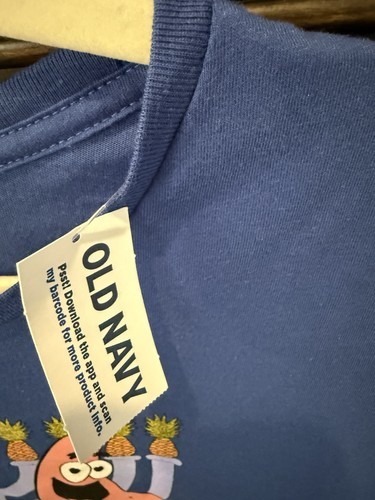 OLD NAVY
Psst! Download the app and scan
my barcode for more product info.